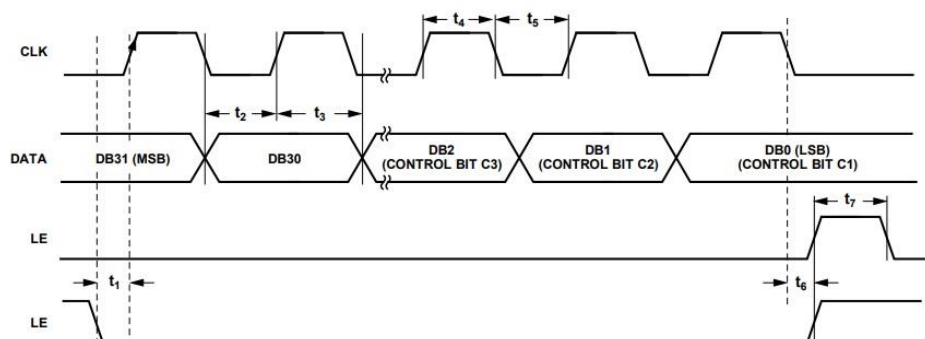 t4
t5
CLK
t2
t3
DATA
DB31 (MSB)
DB30
DB2
(CONTROL BIT C3)
DB1
(CONTROL BIT C2)
DB0 (LSB)
(CONTROL BIT C1)
t7
LE
t1
t6
LE